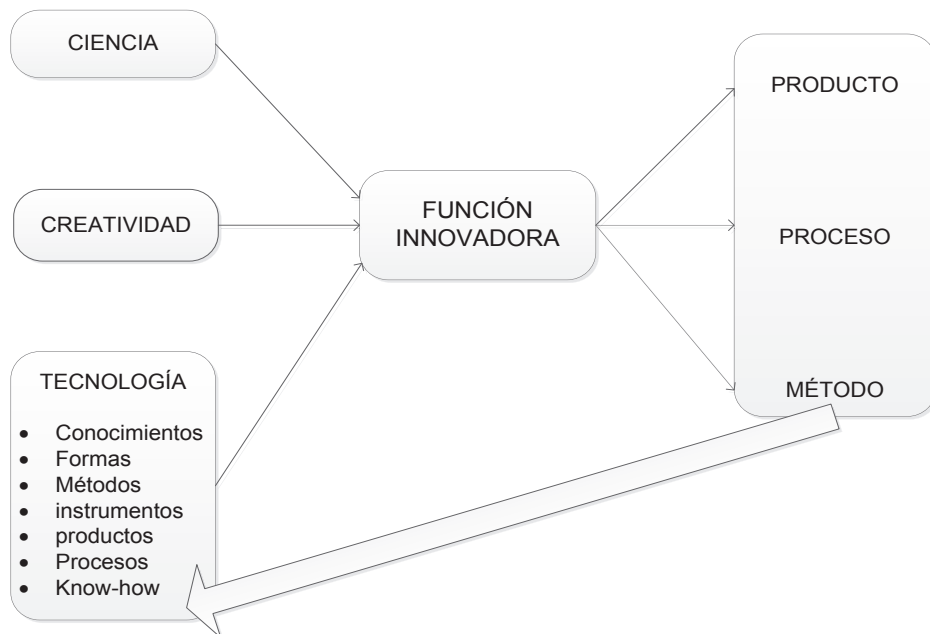 CIENCIA
CREATIVIDAD
TECNOLOGÍA
• Conocimientos
• Formas
• Métodos
• instrumentos
• productos
• Procesos
• Know-how
FUNCIÓN
INNOVADORA
PRODUCTO
PROCESO
MÉTODO